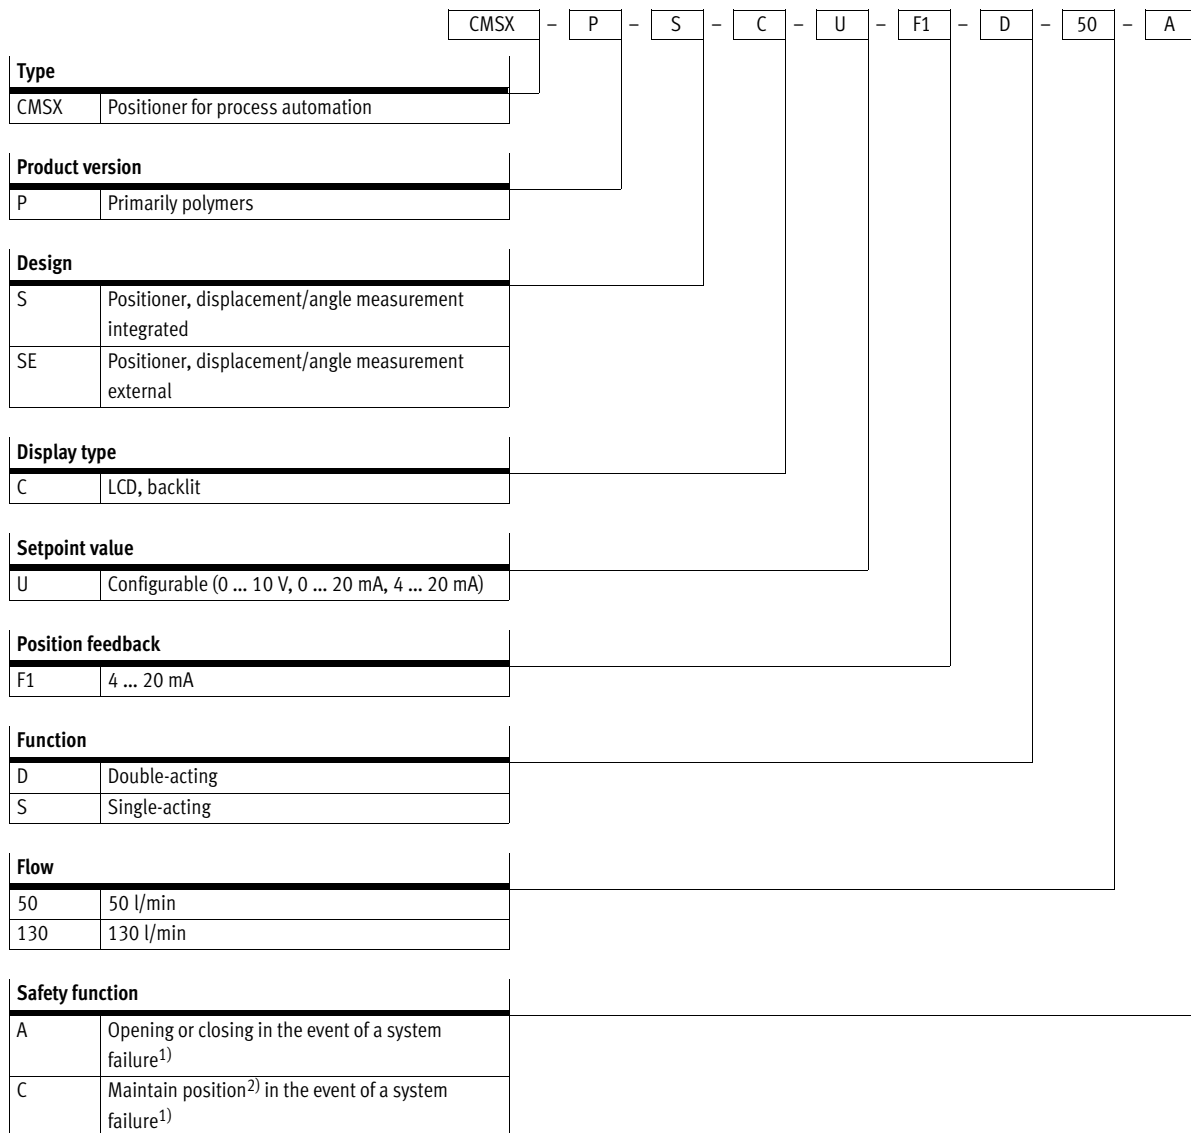 CMSX – P – S – C – U – F1 – D – 50 – A
Type
CMSX Positioner for process automation
Product version
P Primarily polymers
Design
S Positioner, displacement/angle measurement
integrated
SE Positioner, displacement/angle measurement
external
Display type
C LCD, backlit
Setpoint value
U Configurable (0 ... 10 V, 0 ... 20 mA, 4 ... 20 mA)
Position feedback
F1 4 ... 20 mA
Function
D Double-acting
S Single-acting
Flow
50 50 l/min
130 130 l/min
Safety function
A Opening or closing in the event of a system
failure1)
C Maintain position2) in the event of a system
failure1)